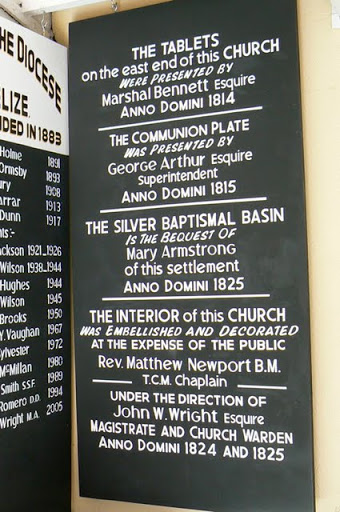 THE DIOCESE
LIZE.
NDED IN 1883
Holme 1891
Ormsby 1893
ury 1908
arrar 1913
Dunn 1917
nts:-
ackson 1921-1926
Wilson 1938-1944
Hughes 1944
Wilson 1945
Brooks 1950
Y. Vaughan 1967
Sylvester 1972
McMillan 1980
Smith S.S.F. 1989
Romero D.D. 1994
Wright M.A. 2005
THE TABLETS
on the east end of this CHURCH
WERE PRESENTED BY
Marshal Bennett Esquire
ANNO DOMINI 1814
THE COMMUNION PLATE
WAS PRESENTED BY
George Arthur Esquire
Superintendent
ANNO DOMINI 1815
THE SILVER BAPTISMAL BASIN
IS THE BEQUEST OF
Mary Armstrong
of this settlement
ANNO DOMINI 1825
THE INTERIOR of this CHURCH
WAS EMBELLISHED AND DECORATED
AT THE EXPENSE OF THE PUBLIC
Rev. Matthew Newport B.M.
T.C.M. Chaplain
UNDER THE DIRECTION OF
John W. Wright Esquire
MAGISTRATE AND CHURCH WARDEN
ANNO DOMINI 1824 AND 1825